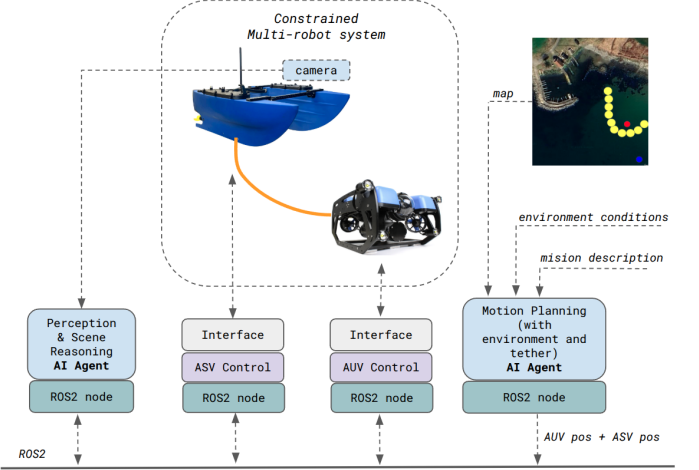 Constrained
Multi-robot system
camera
map
environment conditions
mision description
Perception
& Scene
Reasoning
AI Agent
ROS2 node
Interface
ASV Control
ROS2 node
Interface
AUV Control
ROS2 node
Motion Planning
(with
environment and
tether)
AI Agent
ROS2 node
AUV pos + ASV pos
ROS2